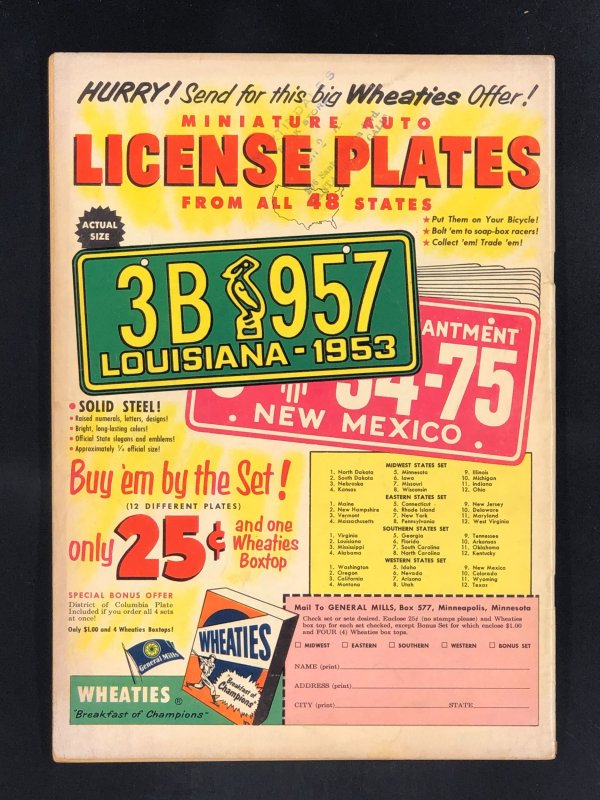 HURRY! Send for this big Wheaties Offer!
MINIATURE AUTO
LICENSE PLATES
FROM ALL 48 STATES
ACTUAL
SIZE
★ Put Them on Your Bicycle!
★ Bolt 'em to soap-box racers!
★ Collect 'em! Trade 'em!
3B 957
LOUISIANA-1953
ANTMENT
54-75
NEW MEXICO
• SOLID STEEL!
• Raised numerals, letters, designs!
• Bright, long-lasting colors!
• Official State slogans and emblems!
• Approximately ⅓ official size!
Buy 'em by the Set!
(12 DIFFERENT PLATES)
only 25¢ and one
Wheaties
Boxtop
SPECIAL BONUS OFFER
District of Columbia Plate
Included if you order all 4 sets
at once!
Only $1.00 and 4 Wheaties Boxtops!
MIDWEST STATES SET
1. North Dakota 5. Minnesota 9. Illinois
2. South Dakota 6. Iowa 10. Michigan
3. Nebraska 7. Missouri 11. Indiana
4. Kansas 8. Wisconsin 12. Ohio
EASTERN STATES SET
1. Maine 5. Connecticut 9. New Jersey
2. New Hampshire 6. Rhode Island 10. Delaware
3. Vermont 7. New York 11. Maryland
4. Massachusetts 8. Pennsylvania 12. West Virginia
SOUTHERN STATES SET
1. Virginia 5. Georgia 9. Tennessee
2. Louisiana 6. Florida 10. Arkansas
3. Mississippi 7. South Carolina 11. Oklahoma
4. Alabama 8. North Carolina 12. Kentucky
WESTERN STATES SET
1. Washington 5. Idaho 9. New Mexico
2. Oregon 6. Nevada 10. Colorado
3. California 7. Arizona 11. Wyoming
4. Montana 8. Utah 12. Texas
Mail To GENERAL MILLS, Box 577, Minneapolis, Minnesota
Check set or sets desired. Enclose 25¢ (no stamps please) and Wheaties
box top for each set checked, except Bonus Set for which enclose $1.00
and FOUR (4) Wheaties box tops.
MIDWEST EASTERN SOUTHERN WESTERN BONUS SET
NAME (print)
ADDRESS (print)
CITY (print) STATE
General Mills
WHEATIES ®
"Breakfast of Champions"
WHEATIES
"Breakfast of
Champions"